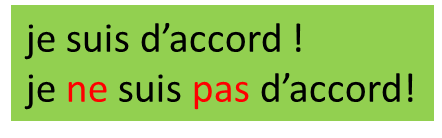 je suis d’accord !
je ne suis pas d’accord!